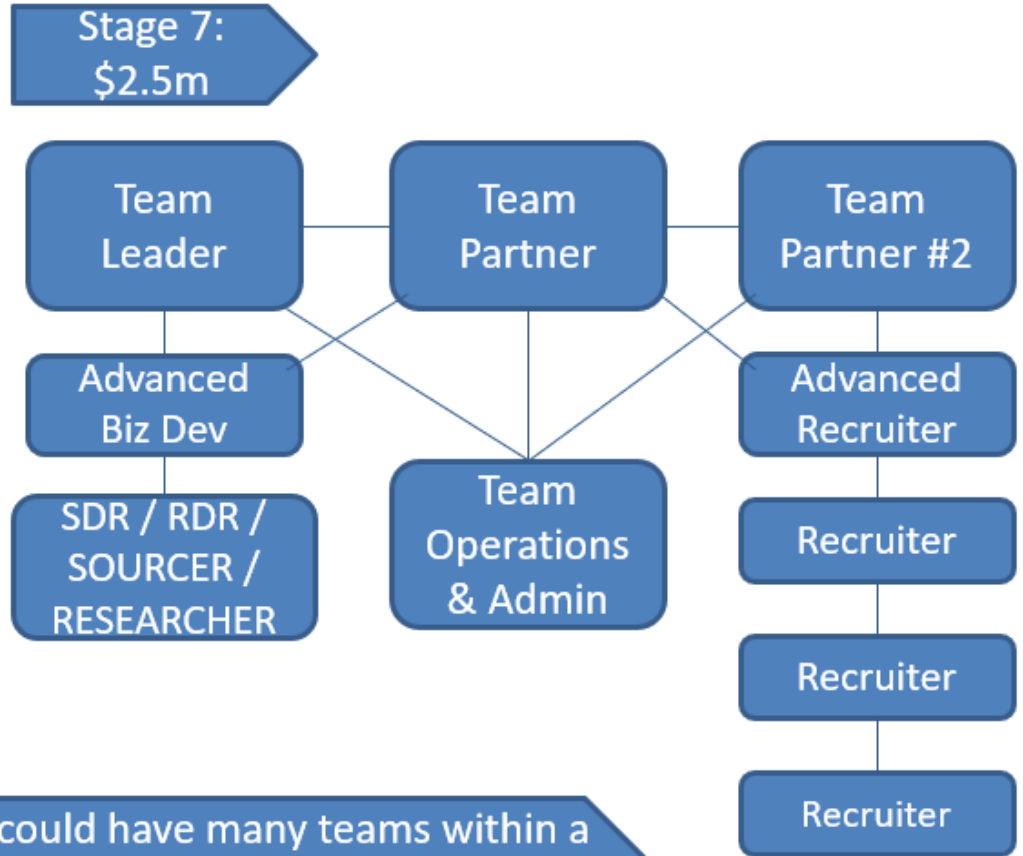 Stage 7:
$2.5m
Team
Leader
Team
Partner
Team
Partner #2
Advanced
Biz Dev
Advanced
Recruiter
SDR / RDR /
SOURCER /
RESEARCHER
Team
Operations
& Admin
Recruiter
Recruiter
Recruiter
could have many teams within a